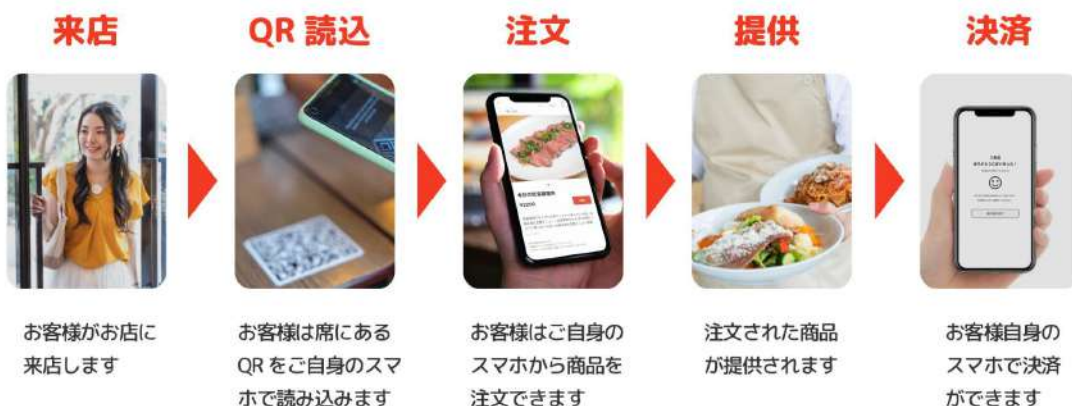 来店
QR 読込
注文
提供
決済
¥2200
お客様がお店に
来店します
お客様は席にある
QR をご自身のスマ
ホで読み込みます
お客様はご自身の
スマホから商品を
注文できます
注文された商品
が提供されます
お客様自身の
スマホで決済
ができます